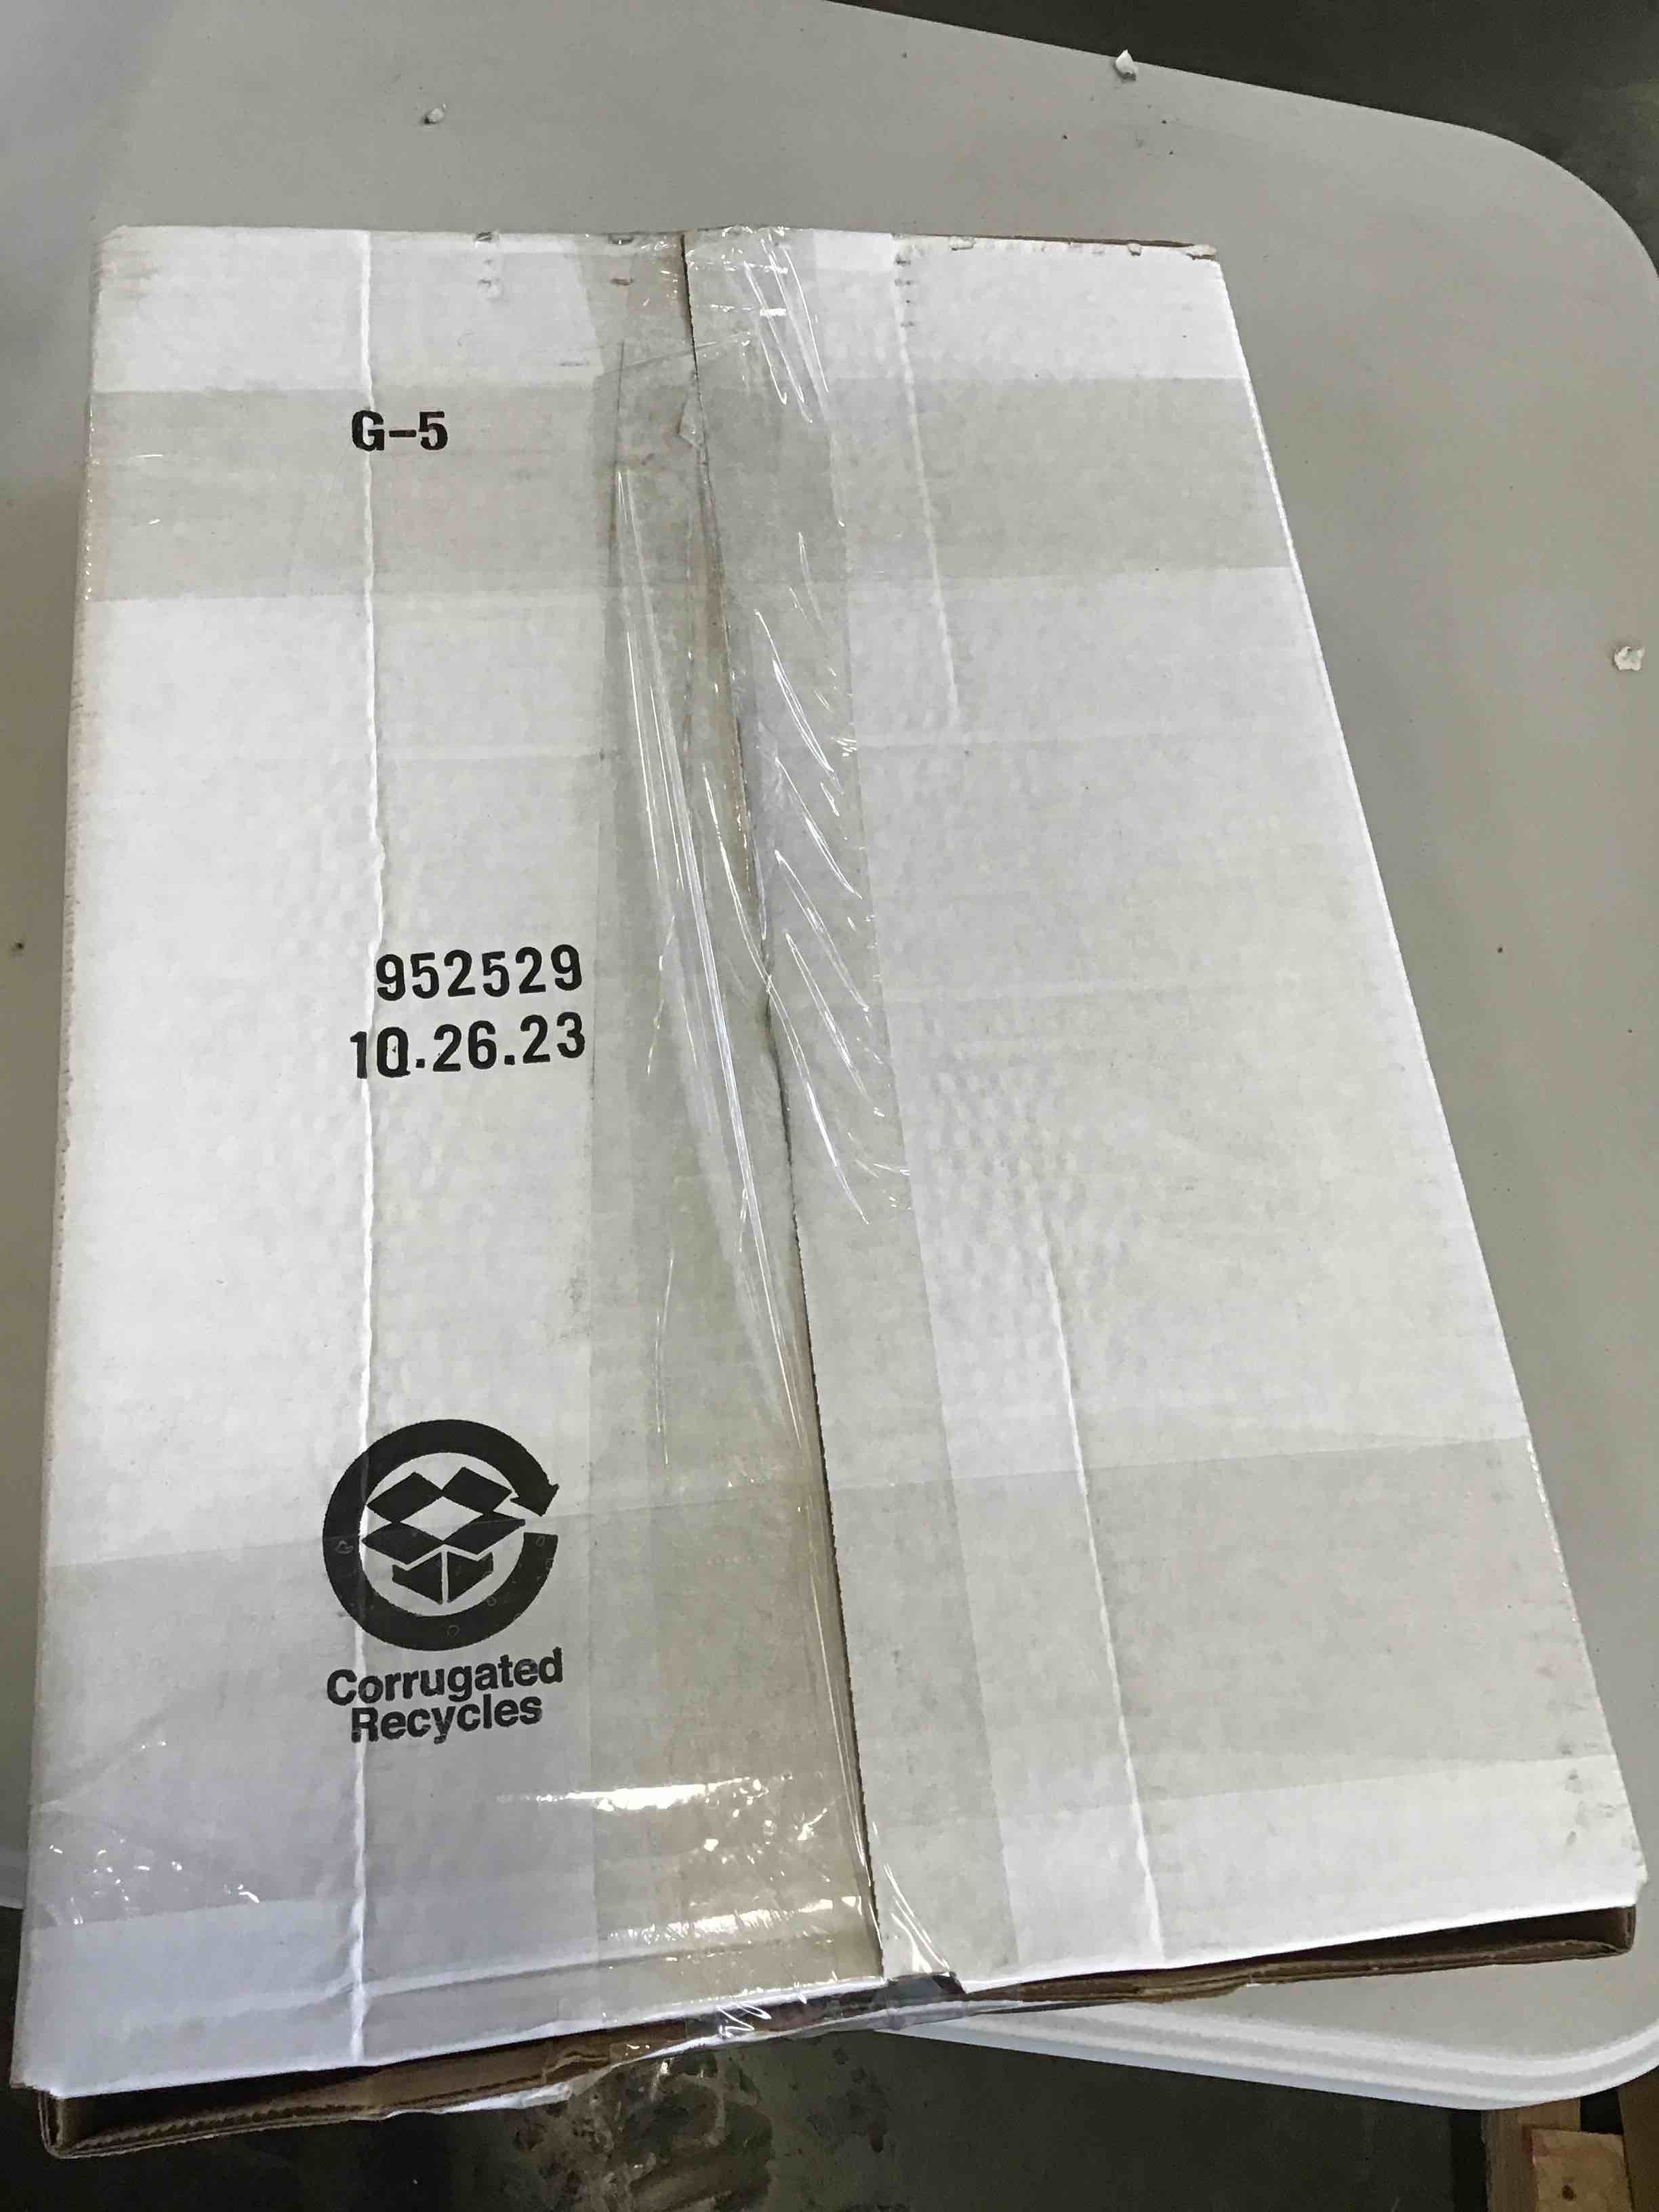 G-5
952529
10.26.23
Corrugated
Recycles